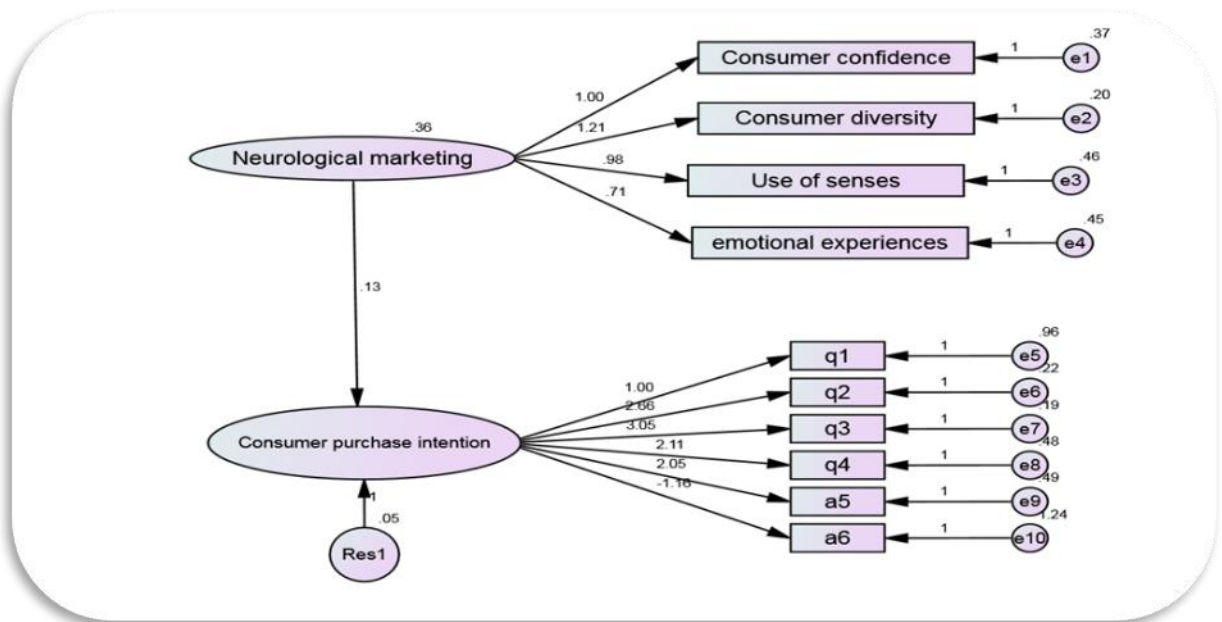 .37
Consumer confidence
1
e1
1.00
.20
Consumer diversity
1
e2
1.21
.36
Neurological marketing
.98
.46
Use of senses
1
e3
.71
.45
emotional experiences
1
e4
.13
.96
q1
1
e5
1.00
.22
q2
1
e6
2.66
.19
q3
1
e7
3.05
Consumer purchase intention
.48
q4
1
e8
2.11
.49
a5
1
e9
2.05
1.24
a6
1
e10
-1.16
1
.05
Res1